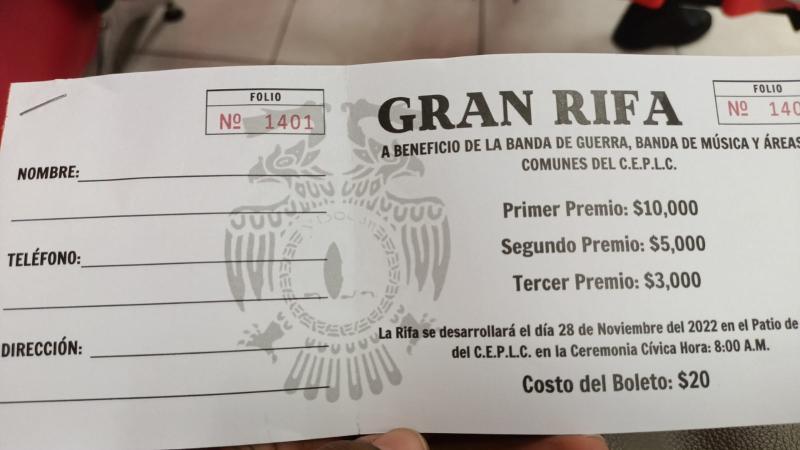 FOLIO
Nº 1401
NOMBRE:
TELÉFONO:
DIRECCIÓN:
GRAN RIFA
FOLIO
Nº 140
A BENEFICIO DE LA BANDA DE GUERRA, BANDA DE MÚSICA Y ÁREAS
COMUNES DEL C.E.P.L.C.
Primer Premio: $10,000
Segundo Premio: $5,000
Tercer Premio: $3,000
La Rifa se desarrollará el día 28 de Noviembre del 2022 en el Patio de
del C.E.P.L.C. en la Ceremonia Cívica Hora: 8:00 A.M.
Costo del Boleto: $20